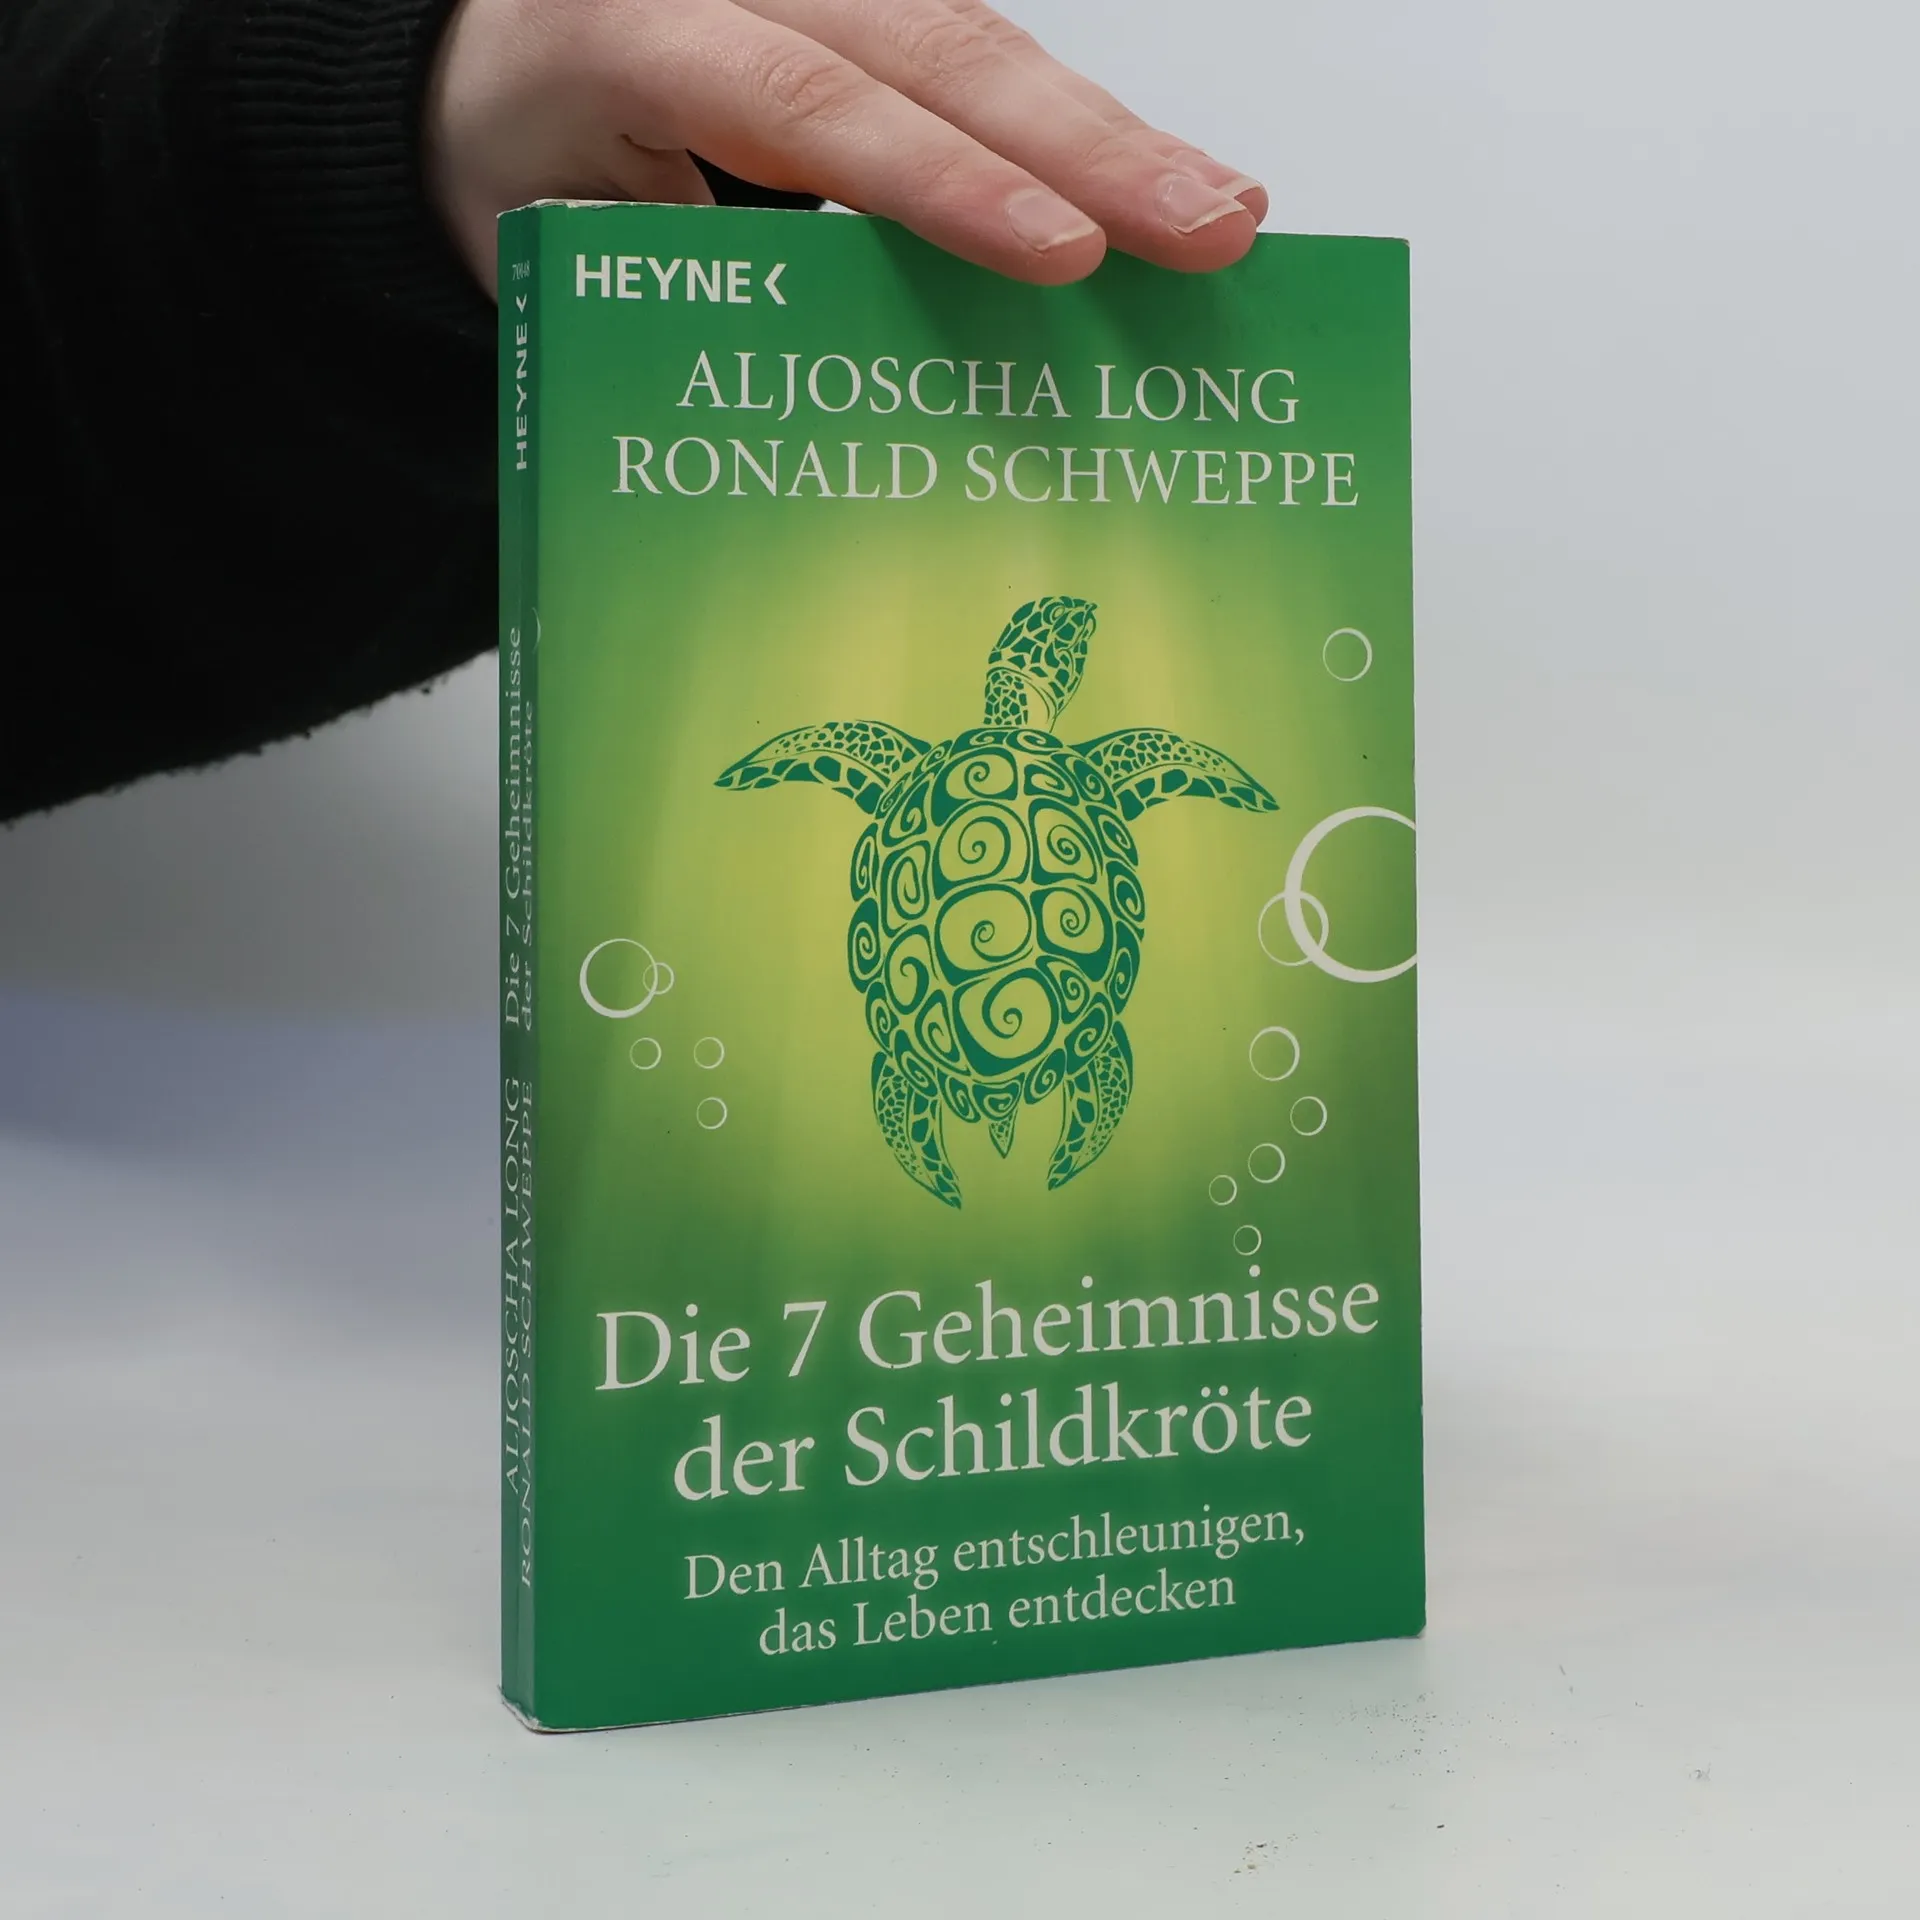 HEYNE <
ALJOSCHA LONG
RONALD SCHWEPPE
Die 7 Geheimnisse
der Schildkröte
Den Alltag entschleunigen,
das Leben entdecken
HEYNE <
Die 7 Geheimnisse
der Schildkröte
ALJOSCHA LONG
RONALD SCHWEPPE